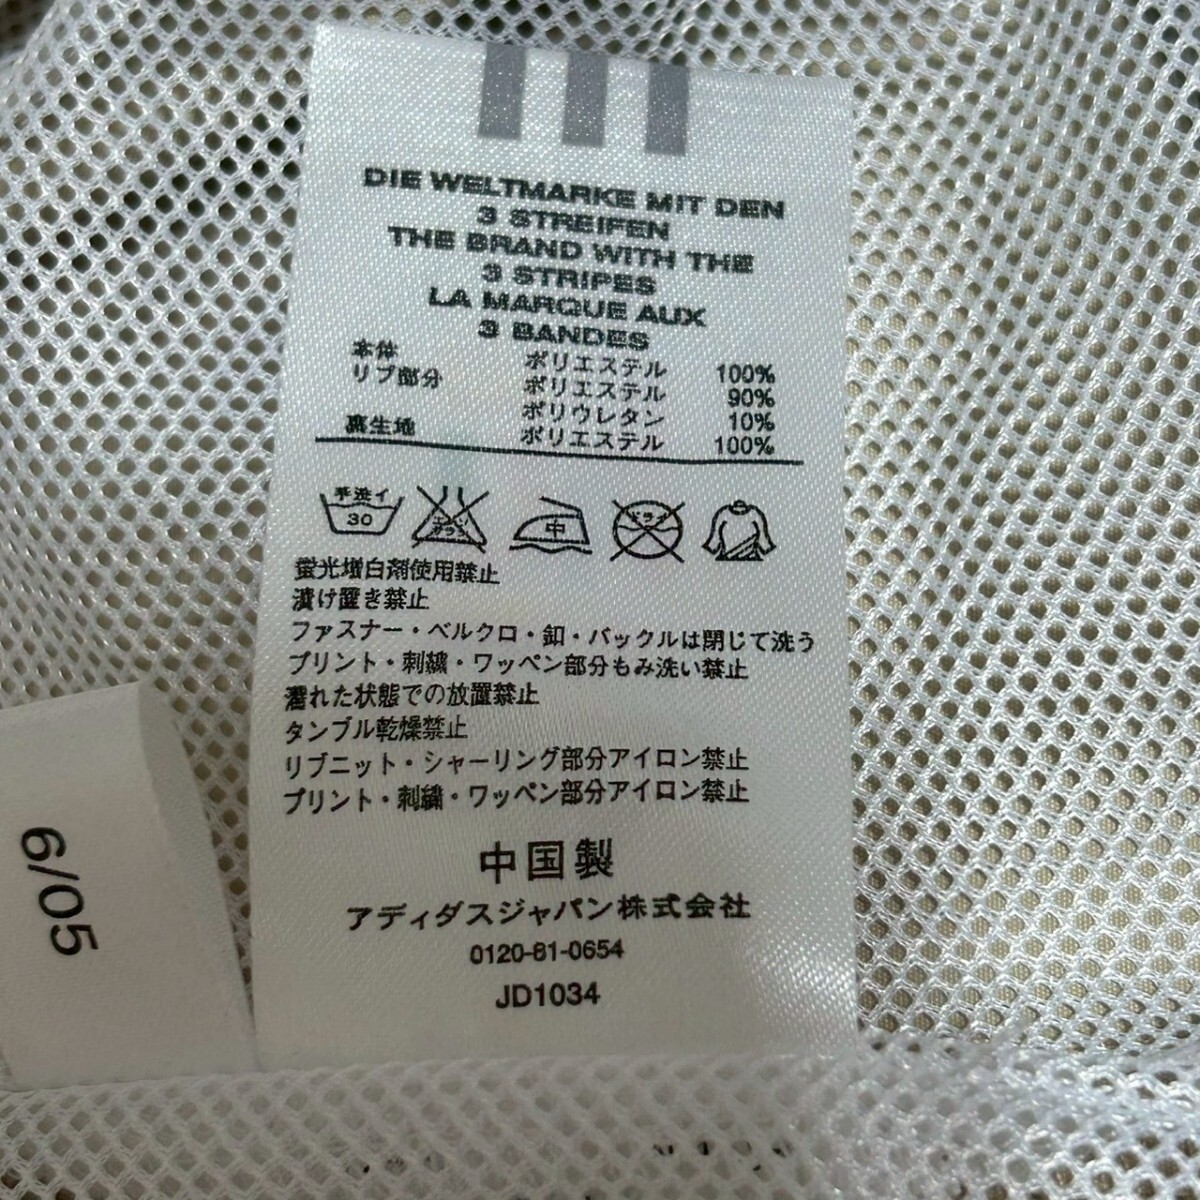 DIE WELTMARKE MIT DEN
3 STREIFEN
THE BRAND WITH THE
3 STRIPES
LA MARQUE AUX
3 BANDES
本体 ポリエステル 100%
リブ部分 ポリエステル 90%
ポリウレタン 10%
裏生地 ポリエステル 100%
手洗イ
30
エンソサラシ
中
ドライ
蛍光増白剤使用禁止
漬け置き禁止
ファスナー・ベルクロ・釦・バックルは閉じて洗う
プリント・刺繍・ワッペン部分もみ洗い禁止
濡れた状態での放置禁止
タンブル乾燥禁止
リブニット・シャーリング部分アイロン禁止
プリント・刺繍・ワッペン部分アイロン禁止
中国製
アディダスジャパン株式会社
0120-81-0654
JD1034
6/05